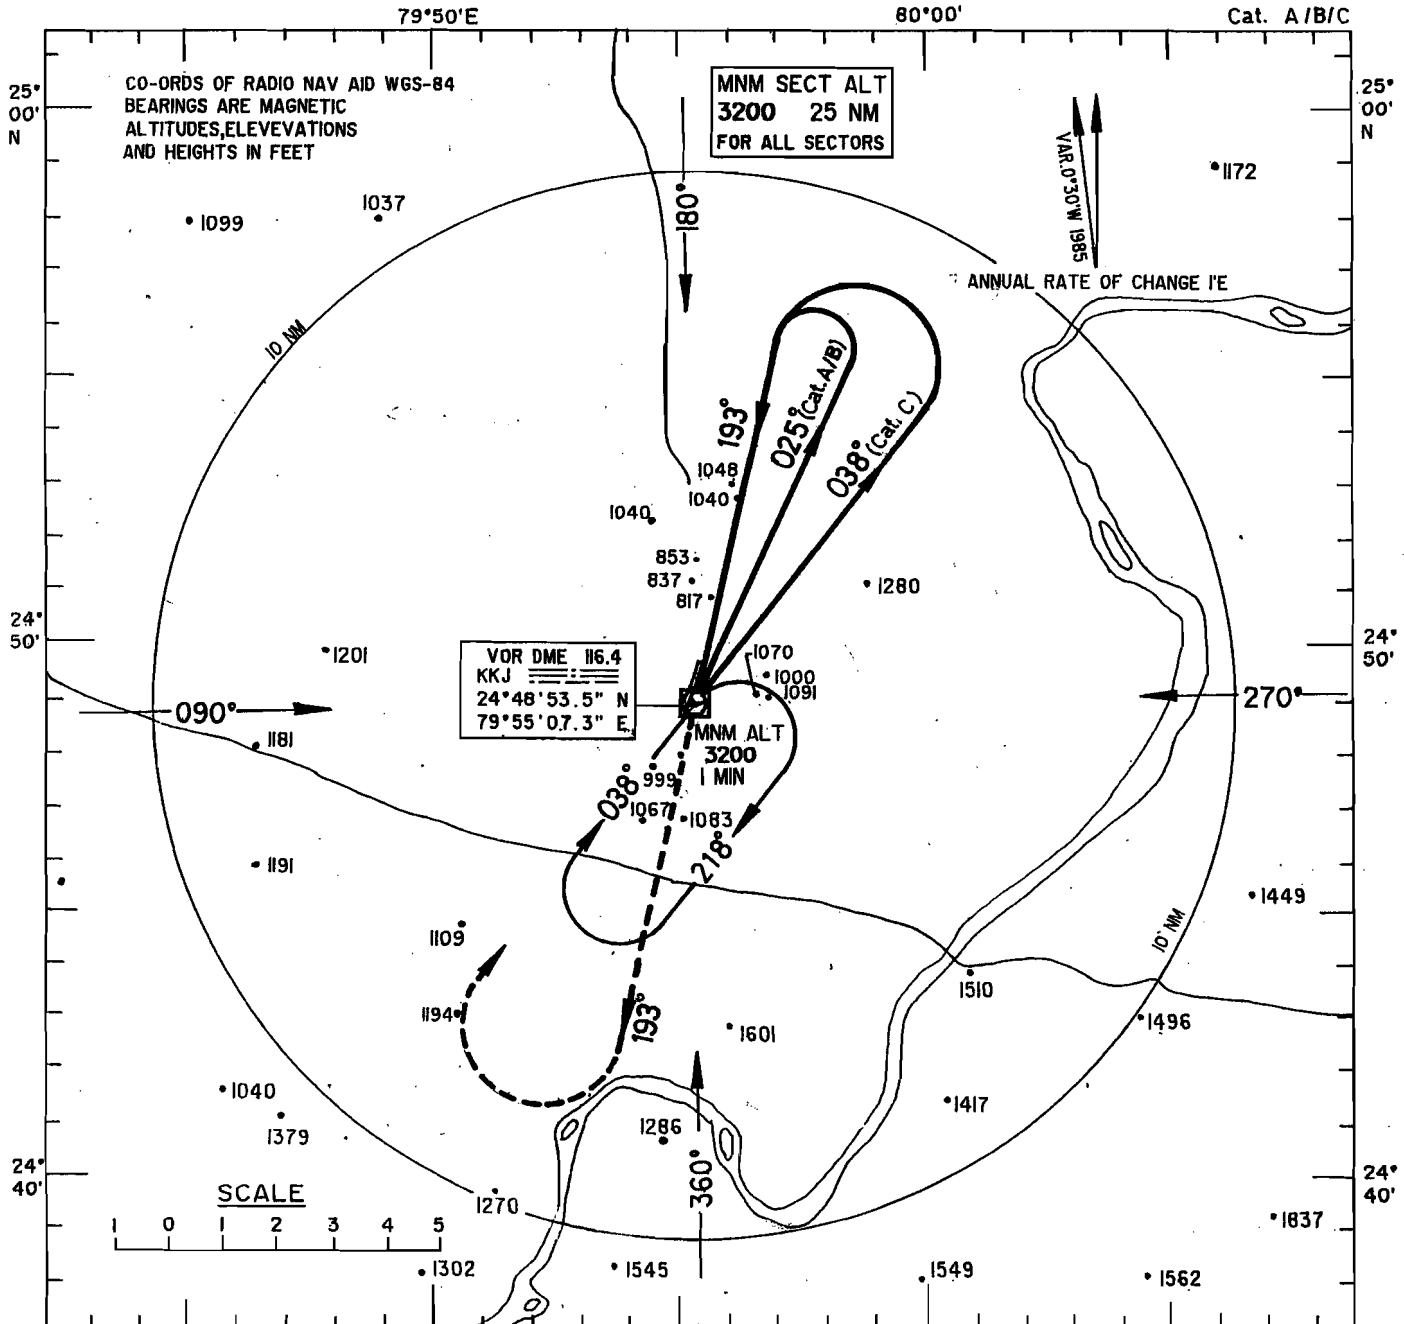 79°50'E
80°00'
Cat. A/B/C
CO-ORDS OF RADIO NAV AID WGS-84
BEARINGS ARE MAGNETIC
ALTITUDES,ELEVEVATIONS
AND HEIGHTS IN FEET
MNM SECT ALT
3200 25 NM
FOR ALL SECTORS
25°
00'
N
25°
00'
N
VAR.0°30'W 1985
1172
1099
1037
180°
ANNUAL RATE OF CHANGE 1'E
10 NM
193°
025° (Cat. A/B)
038° (Cat. C)
1048
1040
1040
853
837
817
1280
24°
50'
24°
50'
1201
VOR DME 116.4
KKJ
24°48'53.5" N
79°55'07.3" E
1070
1000
1091
090°
270°
1181
MNM ALT
3200
1 MIN
999
038°
1067
1083
218°
1191
1449
1109
10 NM
1510
1194
193°
1601
1496
1040
1379
1417
1286
360°
24°
40'
24°
40'
SCALE
1 0 1 2 3 4 5
1270
1637
1302
1545
1549
1562